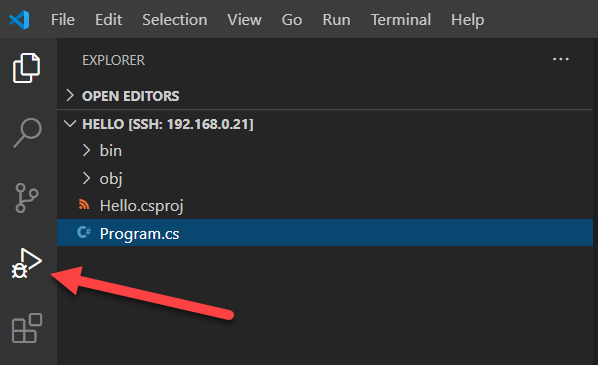 File Edit Selection View Go Run Terminal Help
EXPLORER ...
OPEN EDITORS
HELLO [SSH: 192.168.0.21]
bin
obj
Hello.csproj
C# Program.cs